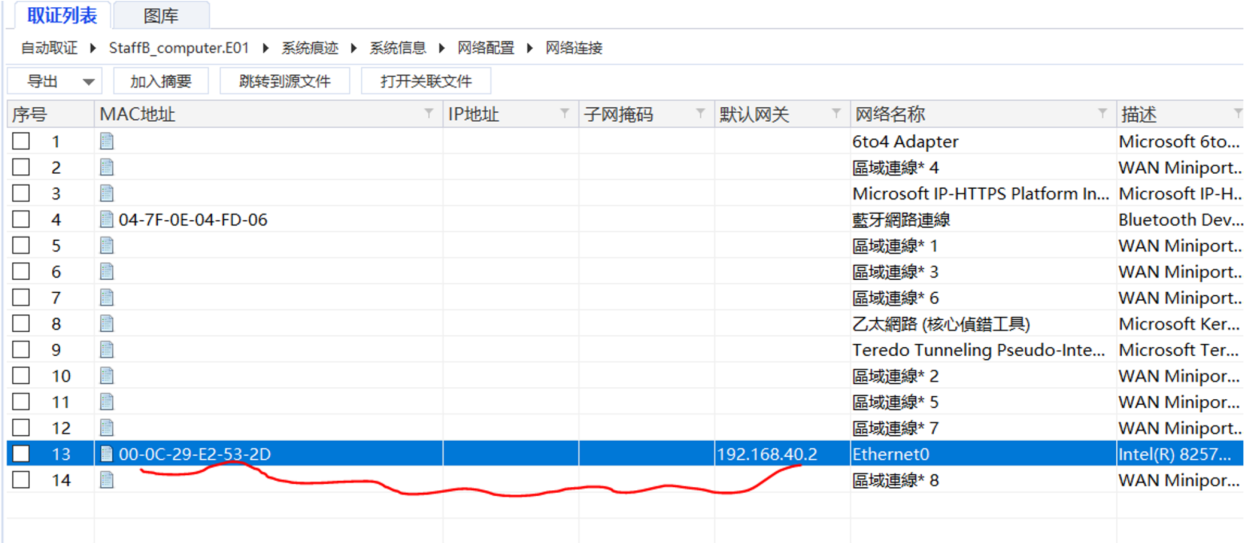 取证列表 图库
自动取证 StaffB_computer.E01 系统痕迹 系统信息 网络配置 网络连接
导出 加入摘要 跳转到源文件 打开关联文件
序号 MAC地址 IP地址 子网掩码 默认网关 网络名称 描述
1 6to4 Adapter Microsoft 6to...
2 區域連線* 4 WAN Miniport...
3 Microsoft IP-HTTPS Platform In... Microsoft IP-H...
4 04-7F-0E-04-FD-06 藍牙網路連線 Bluetooth Dev...
5 區域連線* 1 WAN Miniport...
6 區域連線* 3 WAN Miniport...
7 區域連線* 6 WAN Miniport...
8 乙太網路 (核心偵錯工具) Microsoft Ker...
9 Teredo Tunneling Pseudo-Inte... Microsoft Ter...
10 區域連線* 2 WAN Minipor...
11 區域連線* 5 WAN Minipor...
12 區域連線* 7 WAN Miniport...
13 00-0C-29-E2-53-2D 192.168.40.2 Ethernet0 Intel(R) 8257...
14 區域連線* 8 WAN Minipor...